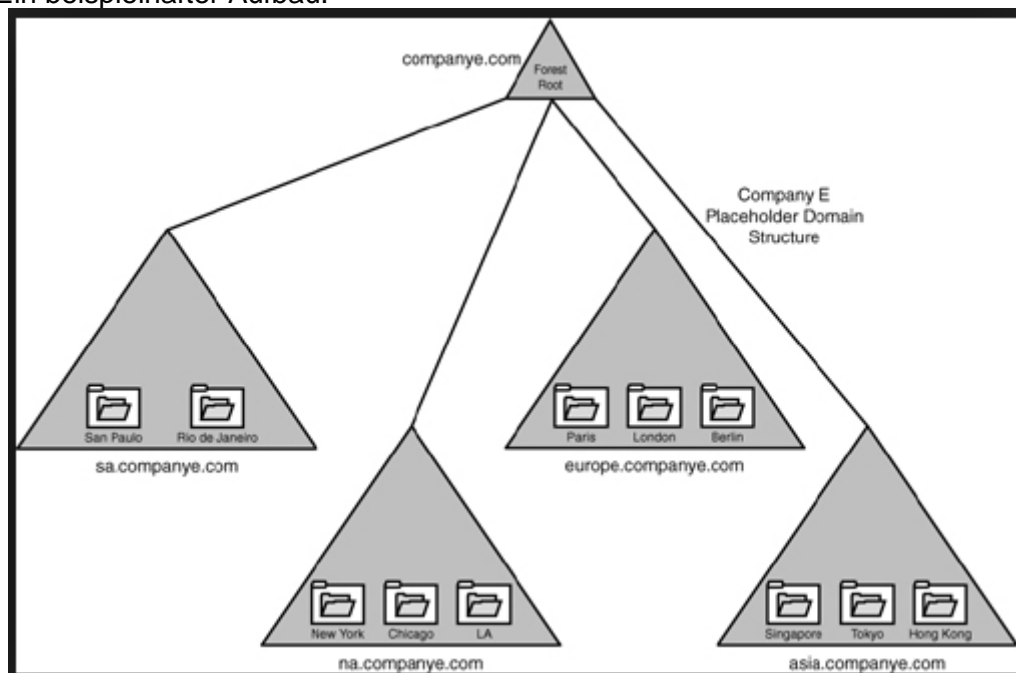 Ein beispielhafter Aufbau:
companye.com
Forest
Root
Company E
Placeholder Domain
Structure
San Paulo
Rio de Janeiro
sa.companye.com
Paris
London
Berlin
europe.companye.com
New York
Chicago
LA
na.companye.com
Singapore
Tokyo
Hong Kong
asia.companye.com